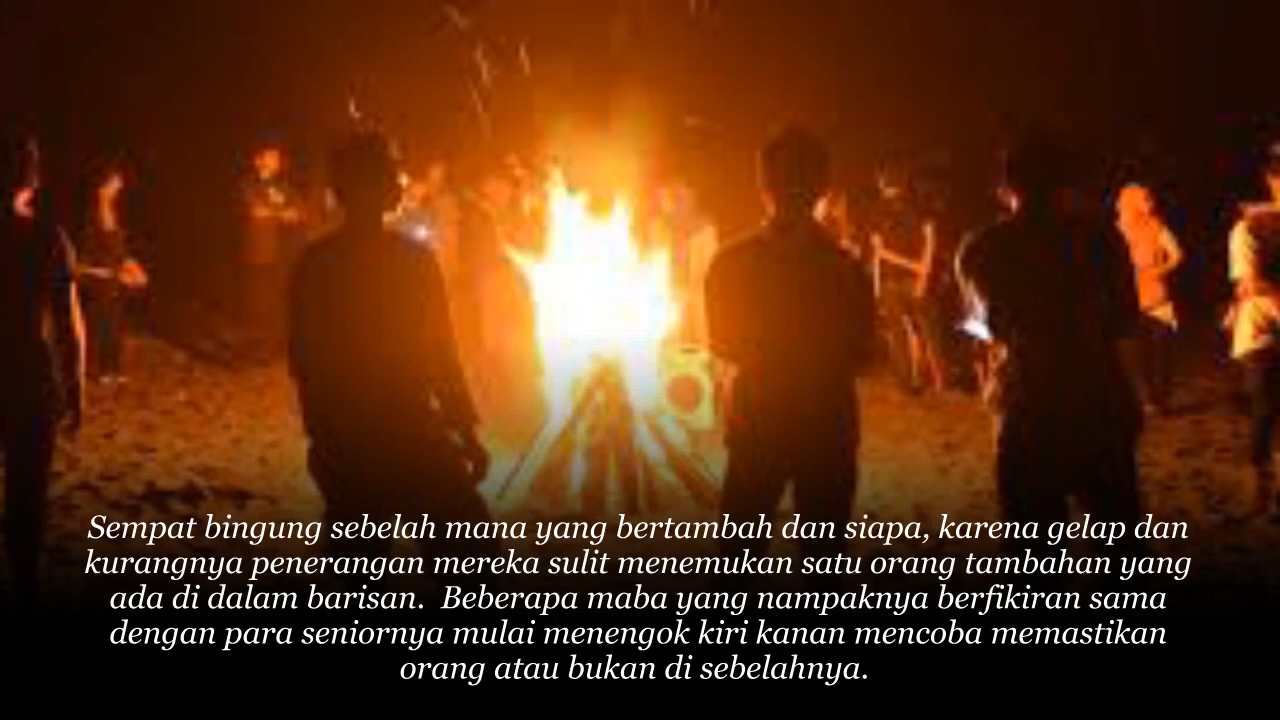 Sempat bingung sebelah mana yang bertambah dan siapa, karena gelap dan
kurangnya penerangan mereka sulit menemukan satu orang tambahan yang
ada di dalam barisan.  Beberapa maba yang nampaknya berfikiran sama
dengan para seniornya mulai menengok kiri kanan mencoba memastikan
orang atau bukan di sebelahnya.